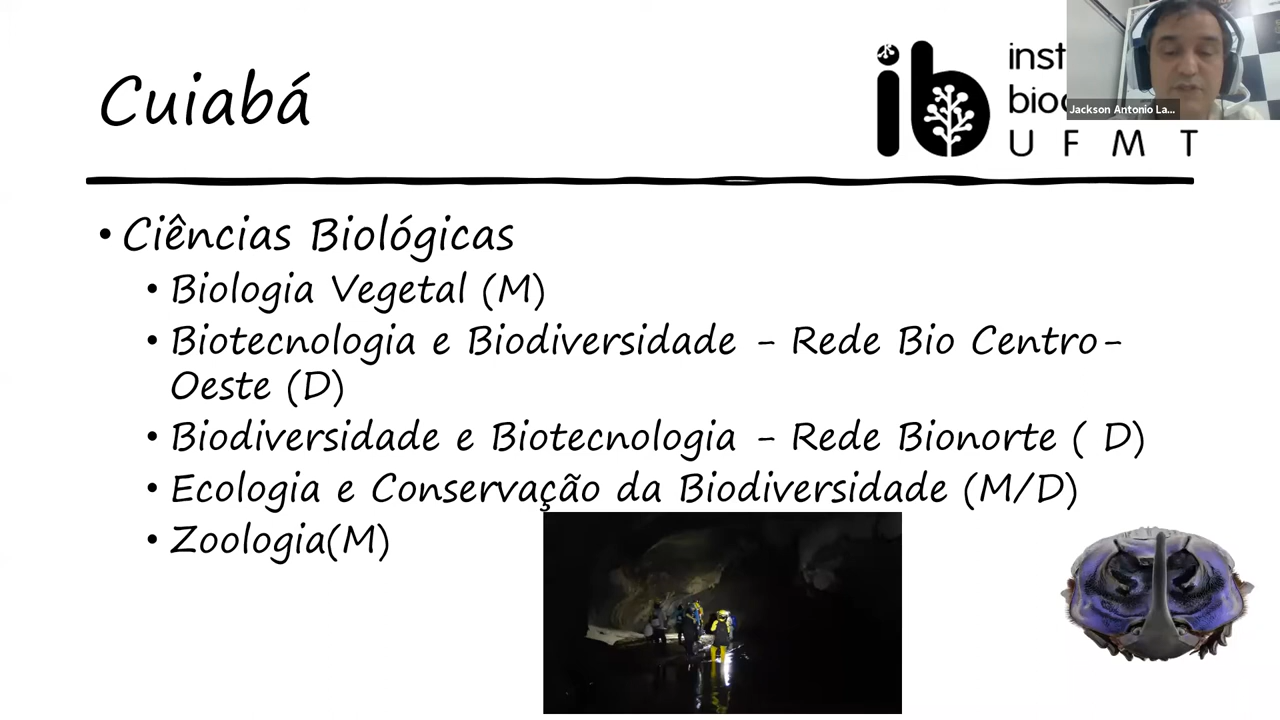 Cuiabá
ib
inst
bio
U F M T
Jackson Antonio La...
• Ciências Biológicas
• Biologia Vegetal (M)
• Biotecnologia e Biodiversidade - Rede Bio Centro-
Oeste (D)
• Biodiversidade e Biotecnologia - Rede Bionorte ( D)
• Ecologia e Conservação da Biodiversidade (M/D)
• Zoologia(M)